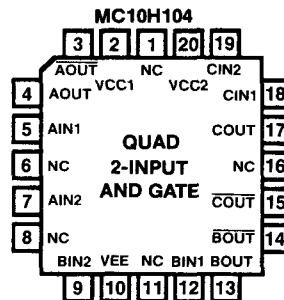 MC10H104
3 2 1 20 19
AOUT NC CIN2
VCC1 VCC2
4 AOUT CIN1 18
5 AIN1 COUT 17
QUAD
6 NC 2-INPUT NC 16
AND GATE
7 AIN2 COUT 15
8 NC BOUT 14
BIN2 VEE NC BIN1 BOUT
9 10 11 12 13